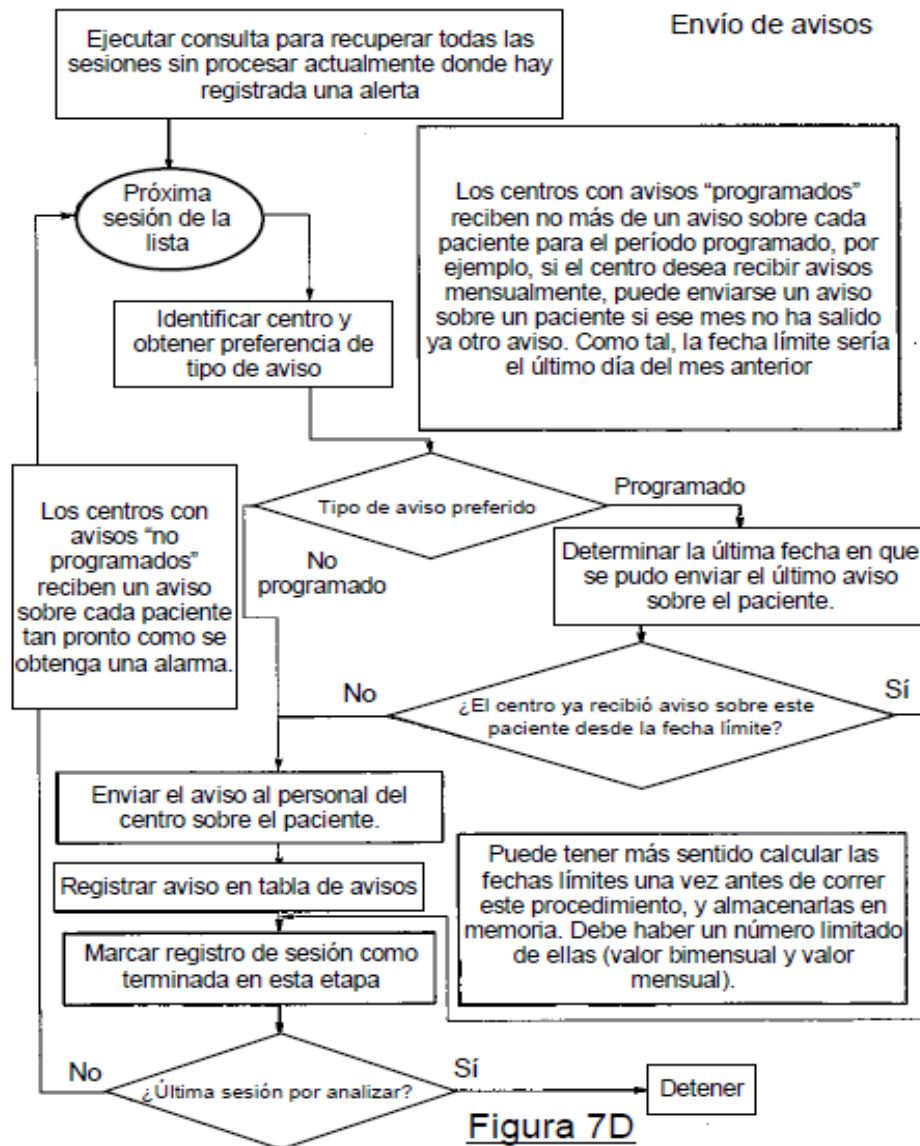 Envío de avisos
Ejecutar consulta para recuperar todas las
sesiones sin procesar actualmente donde hay
registrada una alerta
Próxima
sesión de la
lista
Los centros con avisos “programados”
reciben no más de un aviso sobre cada
paciente para el período programado, por
ejemplo, si el centro desea recibir avisos
mensualmente, puede enviarse un aviso
sobre un paciente si ese mes no ha salido
ya otro aviso. Como tal, la fecha límite sería
el último día del mes anterior
Identificar centro y
obtener preferencia de
tipo de aviso
Tipo de aviso preferido
Programado
No
programado
Los centros con
avisos “no
programados”
reciben un aviso
sobre cada paciente
tan pronto como se
obtenga una alarma.
Determinar la última fecha en que
se pudo enviar el último aviso
sobre el paciente.
No
¿El centro ya recibió aviso sobre este
paciente desde la fecha límite?
Sí
Enviar el aviso al personal del
centro sobre el paciente.
Registrar aviso en tabla de avisos
Marcar registro de sesión como
terminada en esta etapa
Puede tener más sentido calcular las
fechas límites una vez antes de correr
este procedimiento, y almacenarlas en
memoria. Debe haber un número limitado
de ellas (valor bimensual y valor
mensual).
No
¿Última sesión por analizar?
Sí
Detener
Figura 7D